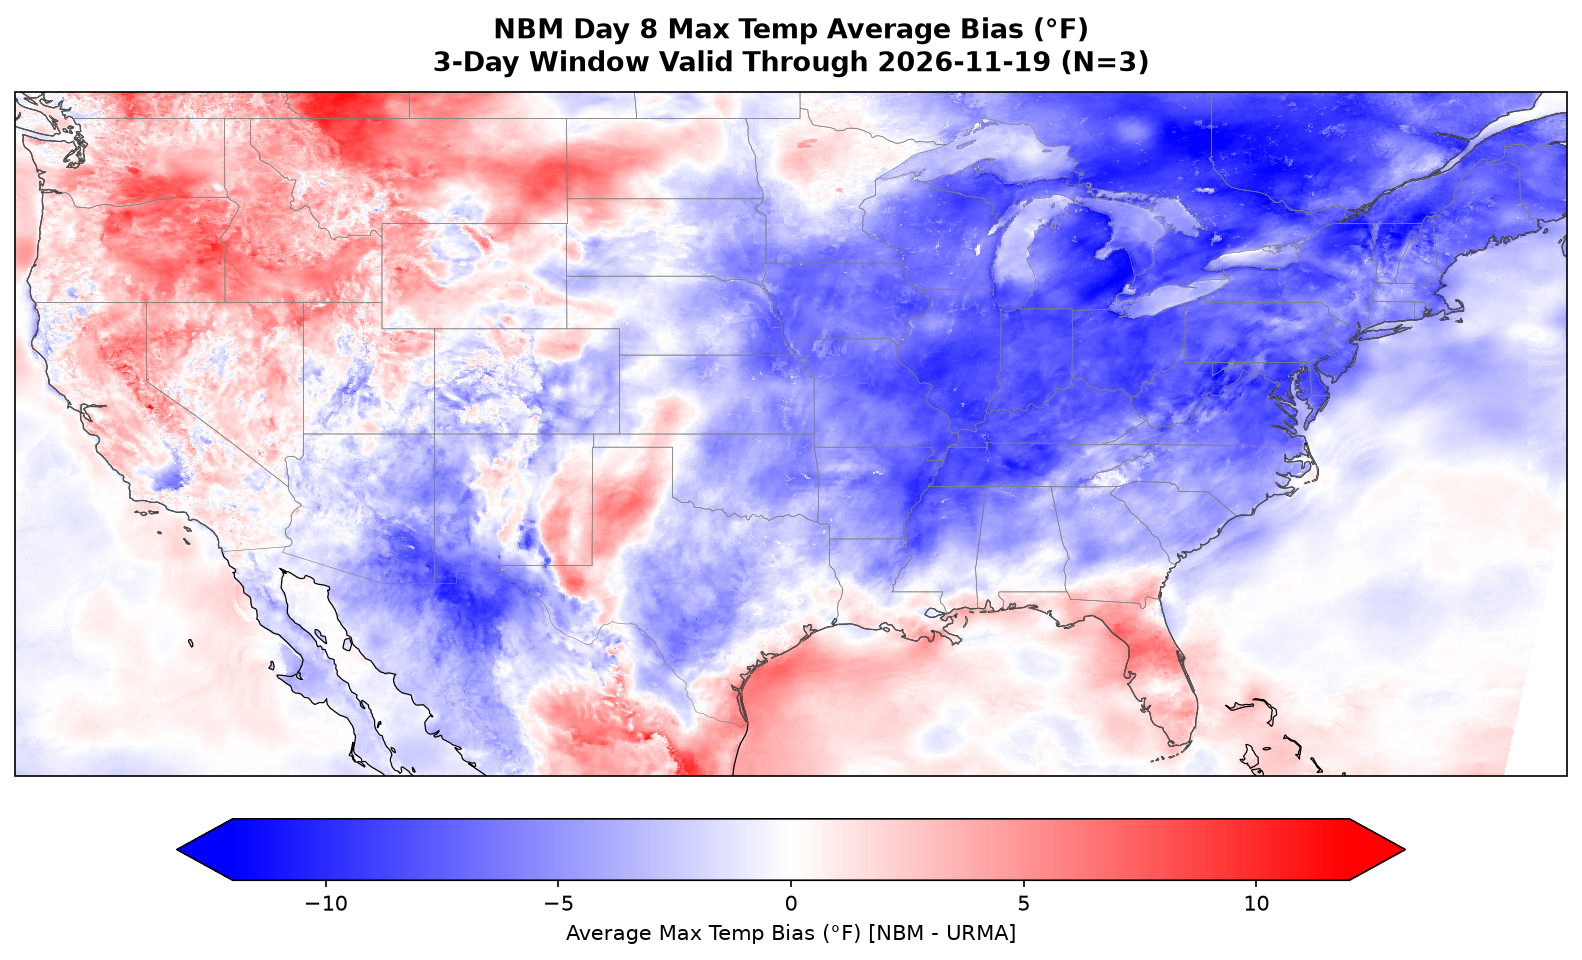 NBM Day 8 Max Temp Average Bias (°F)
3-Day Window Valid Through 2026-11-19 (N=3)
−10 −5 0 5 10
Average Max Temp Bias (°F) [NBM - URMA]